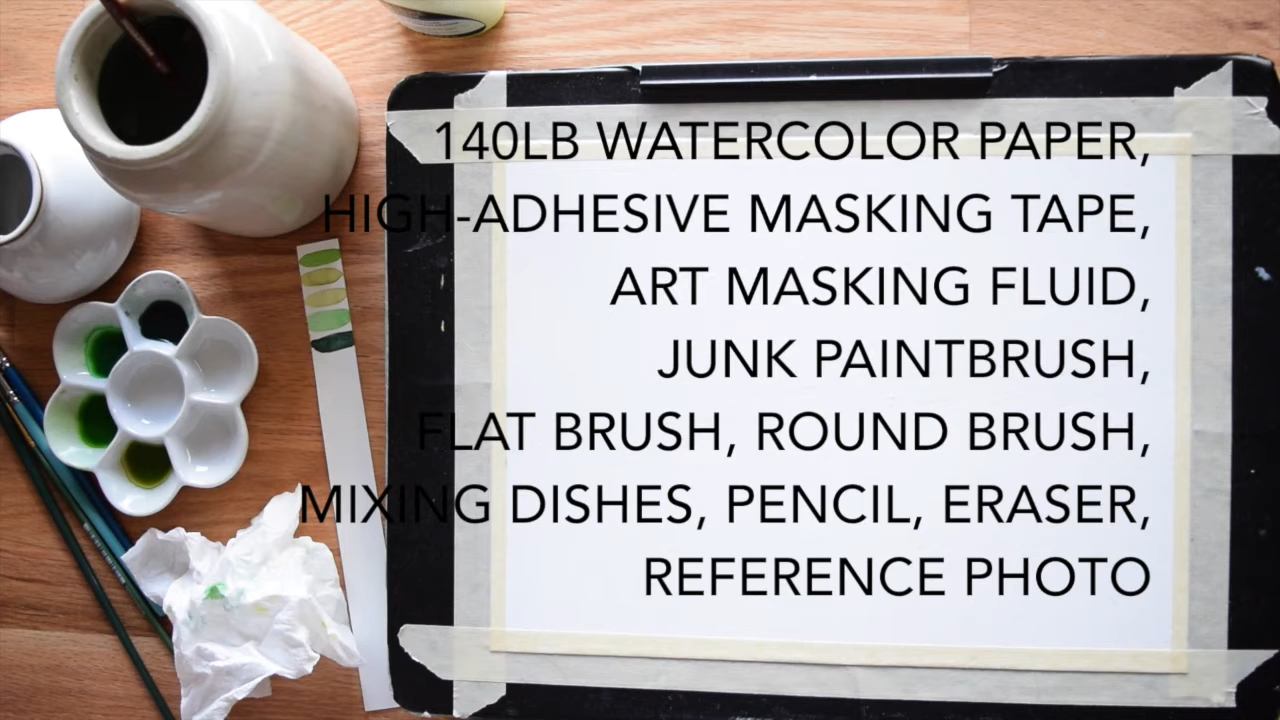 140LB WATERCOLOR PAPER,
HIGH-ADHESIVE MASKING TAPE,
ART MASKING FLUID,
JUNK PAINTBRUSH,
FLAT BRUSH, ROUND BRUSH,
MIXING DISHES, PENCIL, ERASER,
REFERENCE PHOTO